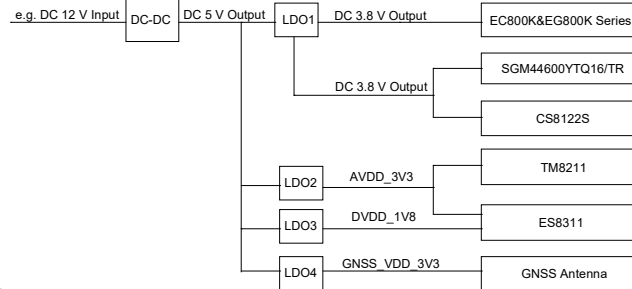 e.g. DC 12 V Input
DC-DC
DC 5 V Output
LDO1
DC 3.8 V Output
EC800K&EG800K Series
SGM44600YTQ16/TR
DC 3.8 V Output
CS8122S
TM8211
LDO2
AVDD_3V3
LDO3
DVDD_1V8
ES8311
LDO4
GNSS_VDD_3V3
GNSS Antenna